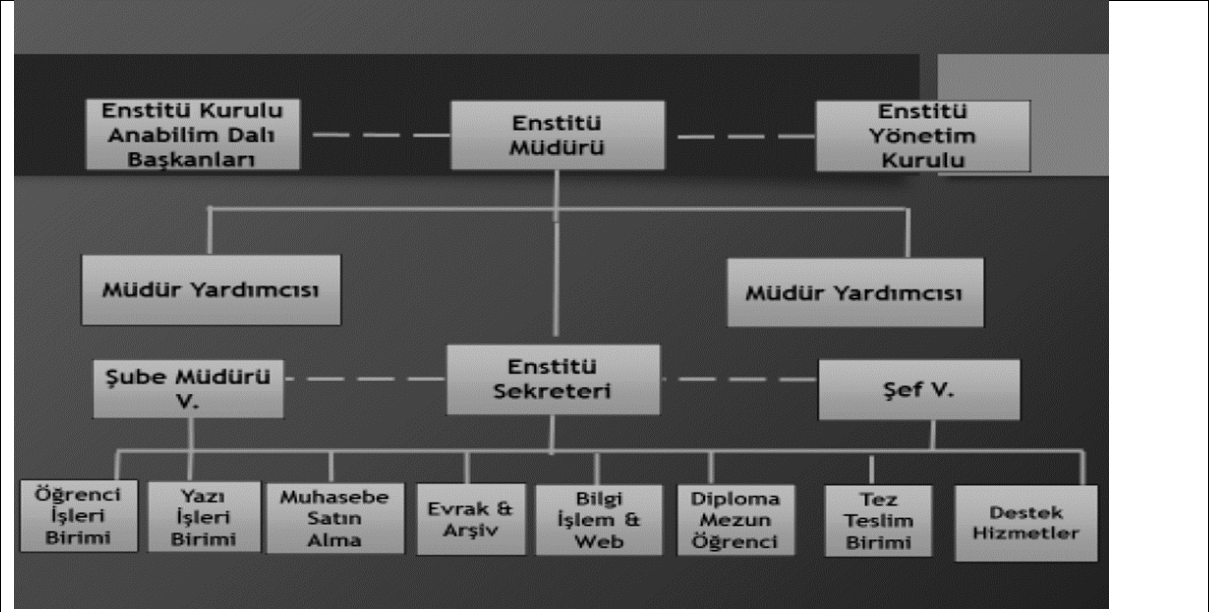 Enstitü Kurulu
Anabilim Dalı
Başkanları
Enstitü
Müdürü
Enstitü
Yönetim
Kurulu
Müdür Yardımcısı
Müdür Yardımcısı
Şube Müdürü
V.
Enstitü
Sekreteri
Şef V.
Öğrenci
İşleri
Birimi
Yazı
İşleri
Birimi
Muhasebe
Satın
Alma
Evrak &
Arşiv
Bilgi
İşlem &
Web
Diploma
Mezun
Öğrenci
Tez
Teslim
Birimi
Destek
Hizmetler